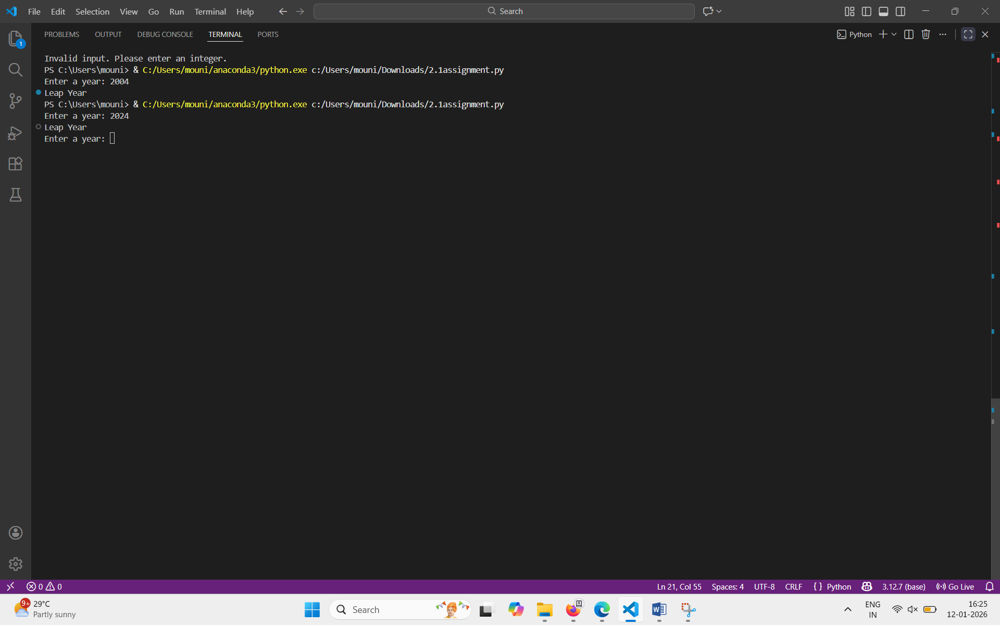 File Edit Selection View Go Run Terminal Help
Search
1
PROBLEMS OUTPUT DEBUG CONSOLE TERMINAL PORTS
Python
Invalid input. Please enter an integer.
PS C:\Users\mouni> & C:/Users/mouni/anaconda3/python.exe c:/Users/mouni/Downloads/2.1assignment.py
Enter a year: 2004
Leap Year
PS C:\Users\mouni> & C:/Users/mouni/anaconda3/python.exe c:/Users/mouni/Downloads/2.1assignment.py
Enter a year: 2024
Leap Year
Enter a year:
0 0 Ln 21, Col 55 Spaces: 4 UTF-8 CRLF {} Python 3.12.7 (base) Go Live
9+ 29°C
Partly sunny
Search
W
ENG
IN
16:25
12-01-2026